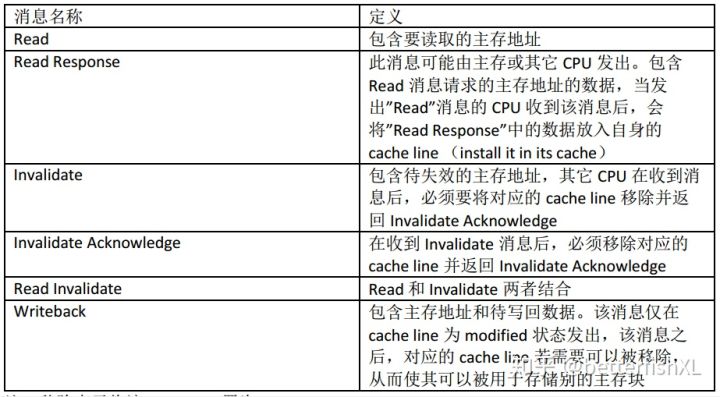 消息名称 定义
Read 包含要读取的主存地址
Read Response 此消息可能由主存或其它 CPU 发出。包含
Read 消息请求的主存地址的数据，当发
出”Read”消息的 CPU 收到该消息后，会
将”Read Response”中的数据放入自身的
cache line （install it in its cache）
Invalidate 包含待失效的主存地址，其它 CPU 在收到消
息后，必须要将对应的 cache line 移除并返
回 Invalidate Acknowledge
Invalidate Acknowledge 在收到 Invalidate 消息后，必须移除对应的
cache line 并返回 Invalidate Acknowledge
Read Invalidate Read 和 Invalidate 两者结合
Writeback 包含主存地址和待写回数据。该消息仅在
cache line 为 modified 状态发出，该消息之
后，对应的 cache line 若需要可以被移除，
从而使其可以被用于存储别的主存块
知乎 @betterfishXL